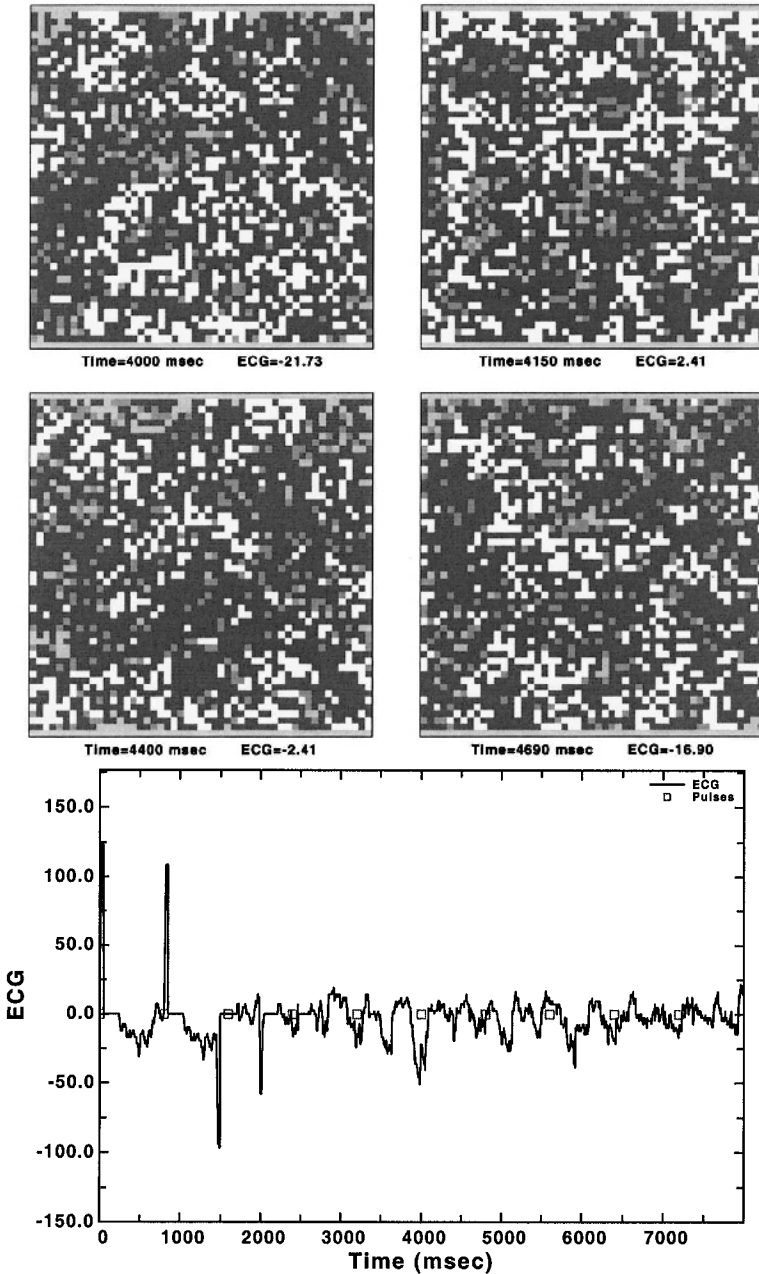 Time=4000 msec ECG=-21.73
Time=4150 msec ECG=2.41
Time=4400 msec ECG=-2.41
Time=4690 msec ECG=-16.90
ECG
Pulses
150.0
100.0
50.0
0.0
-50.0
-100.0
-150.0
ECG
0 1000 2000 3000 4000 5000 6000 7000
Time (msec)